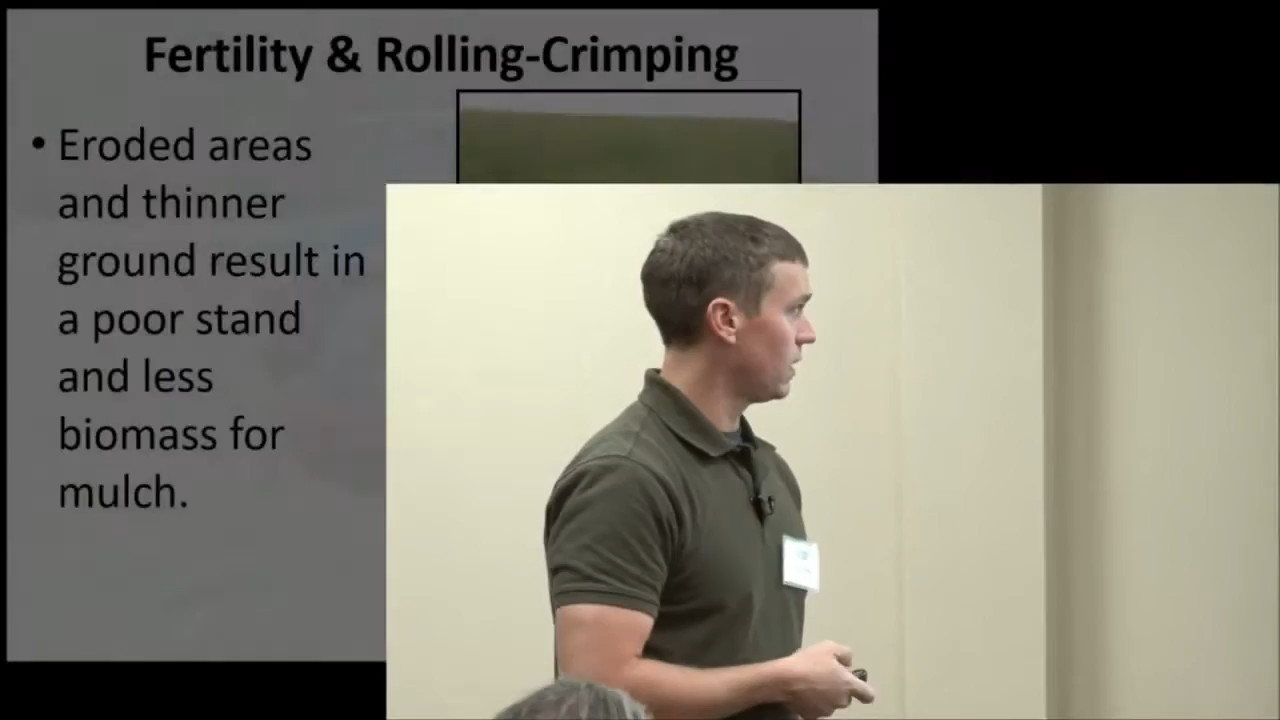 Fertility & Rolling-Crimping
• Eroded areas
and thinner
ground result in
a poor stand
and less
biomass for
mulch.